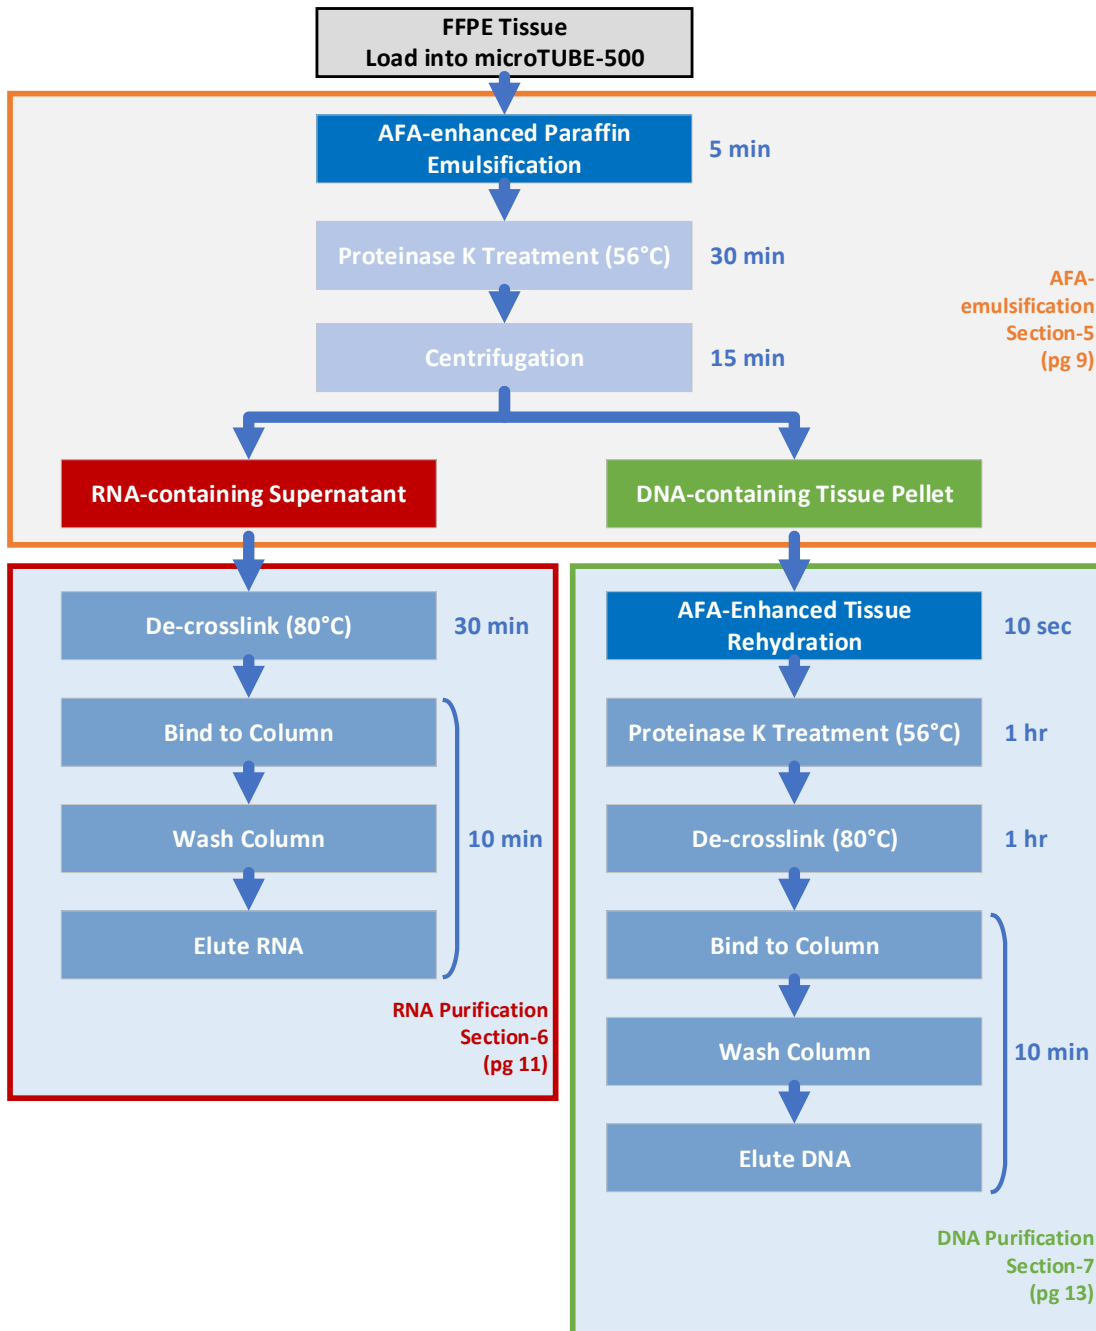 FFPE Tissue
Load into microTUBE-500
AFA-enhanced Paraffin
Emulsification
5 min
Proteinase K Treatment (56°C)
30 min
Centrifugation
15 min
AFA-
emulsification
Section-5
(pg 9)
RNA-containing Supernatant
DNA-containing Tissue Pellet
De-crosslink (80°C)
30 min
Bind to Column
Wash Column
10 min
Elute RNA
RNA Purification
Section-6
(pg 11)
AFA-Enhanced Tissue
Rehydration
10 sec
Proteinase K Treatment (56°C)
1 hr
De-crosslink (80°C)
1 hr
Bind to Column
Wash Column
10 min
Elute DNA
DNA Purification
Section-7
(pg 13)